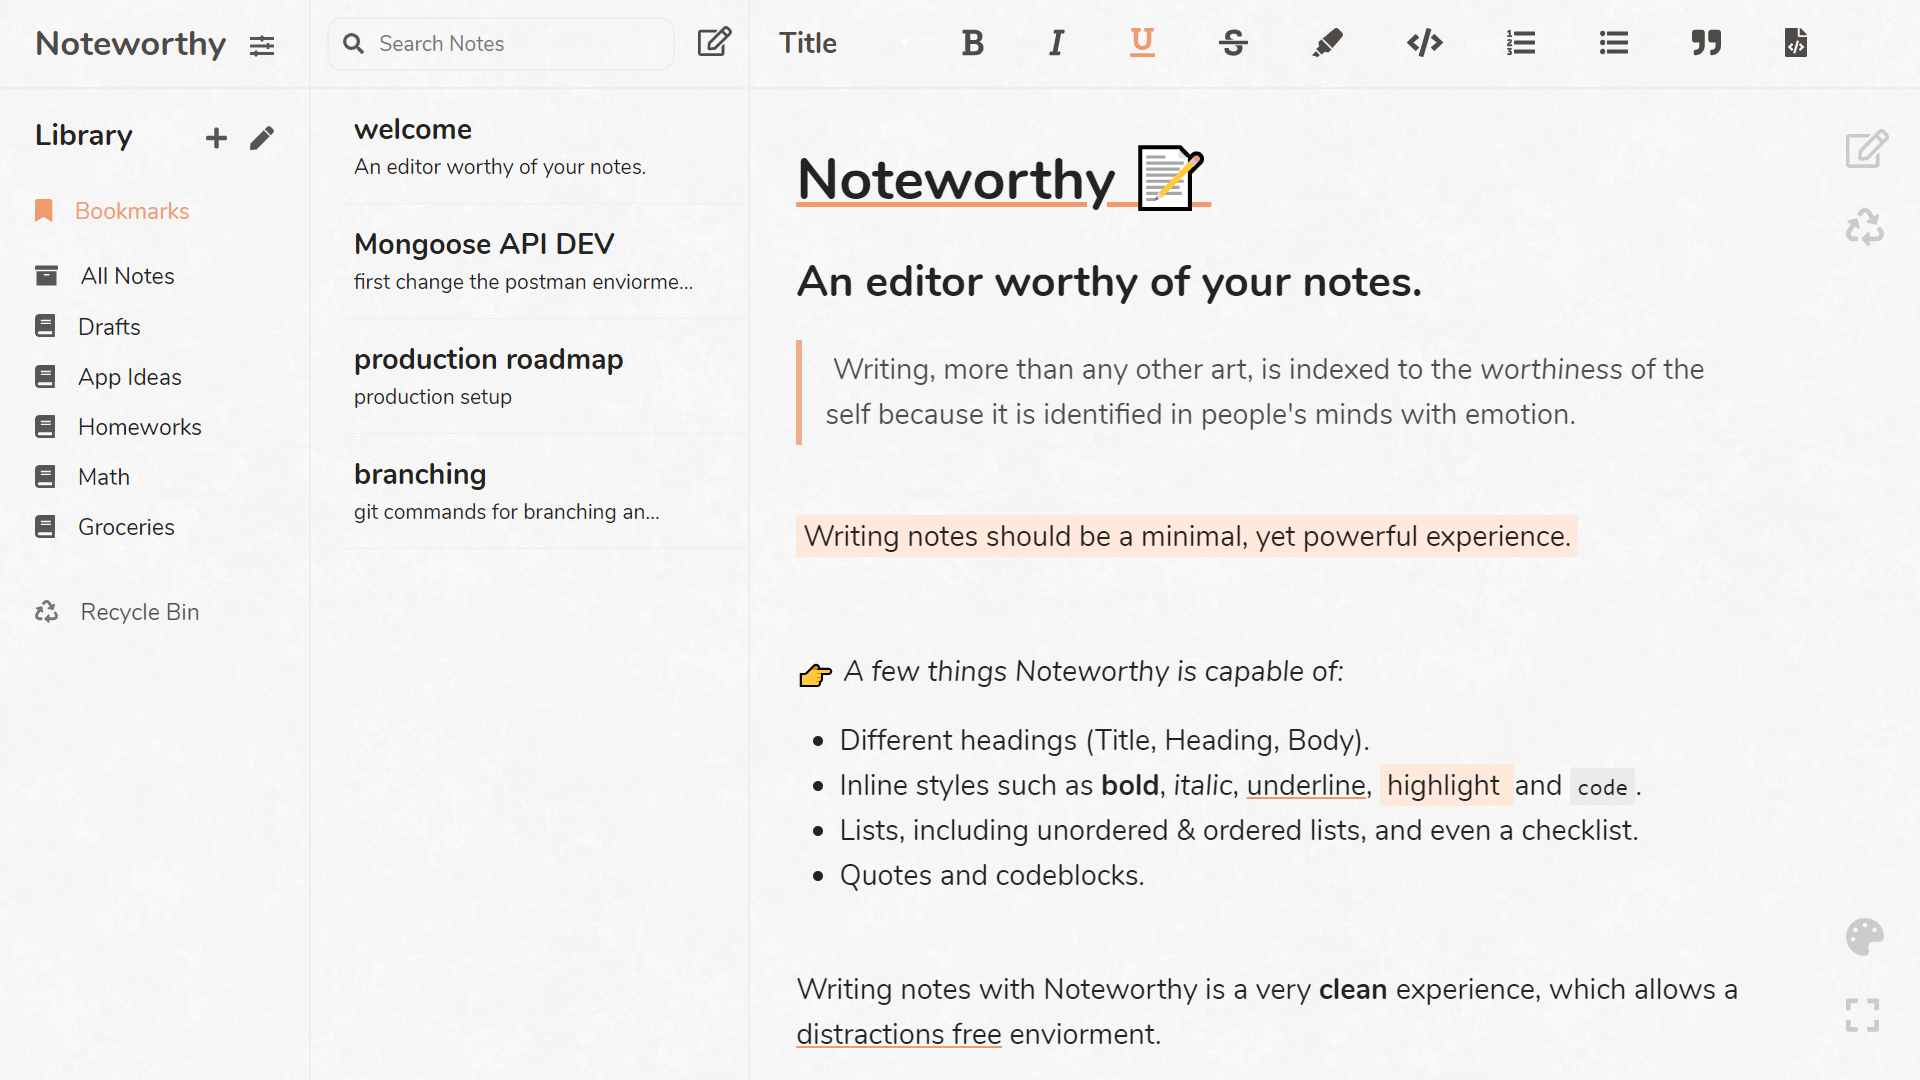 Noteworthy
Search Notes
Title
B
I
U
S
Library
Bookmarks
All Notes
Drafts
App Ideas
Homeworks
Math
Groceries
Recycle Bin
welcome
An editor worthy of your notes.
Mongoose API DEV
first change the postman enviorme...
production roadmap
production setup
branching
git commands for branching an...
Noteworthy
An editor worthy of your notes.
Writing, more than any other art, is indexed to the worthiness of the
self because it is identified in people's minds with emotion.
Writing notes should be a minimal, yet powerful experience.
A few things Noteworthy is capable of:
• Different headings (Title, Heading, Body).
• Inline styles such as bold, italic, underline, highlight and code.
• Lists, including unordered & ordered lists, and even a checklist.
• Quotes and codeblocks.
Writing notes with Noteworthy is a very clean experience, which allows a
distractions free enviorment.